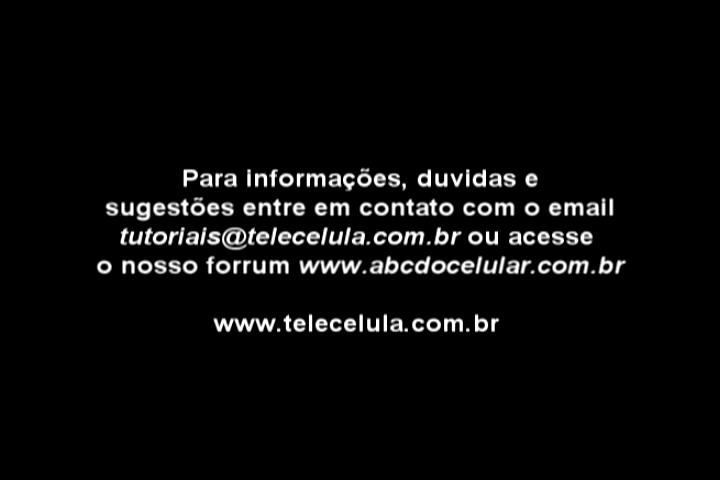 Para informações, duvidas e
sugestões entre em contato com o email
tutoriais@telecelula.com.br ou acesse
o nosso forrum www.abcdocelular.com.br
www.telecelula.com.br